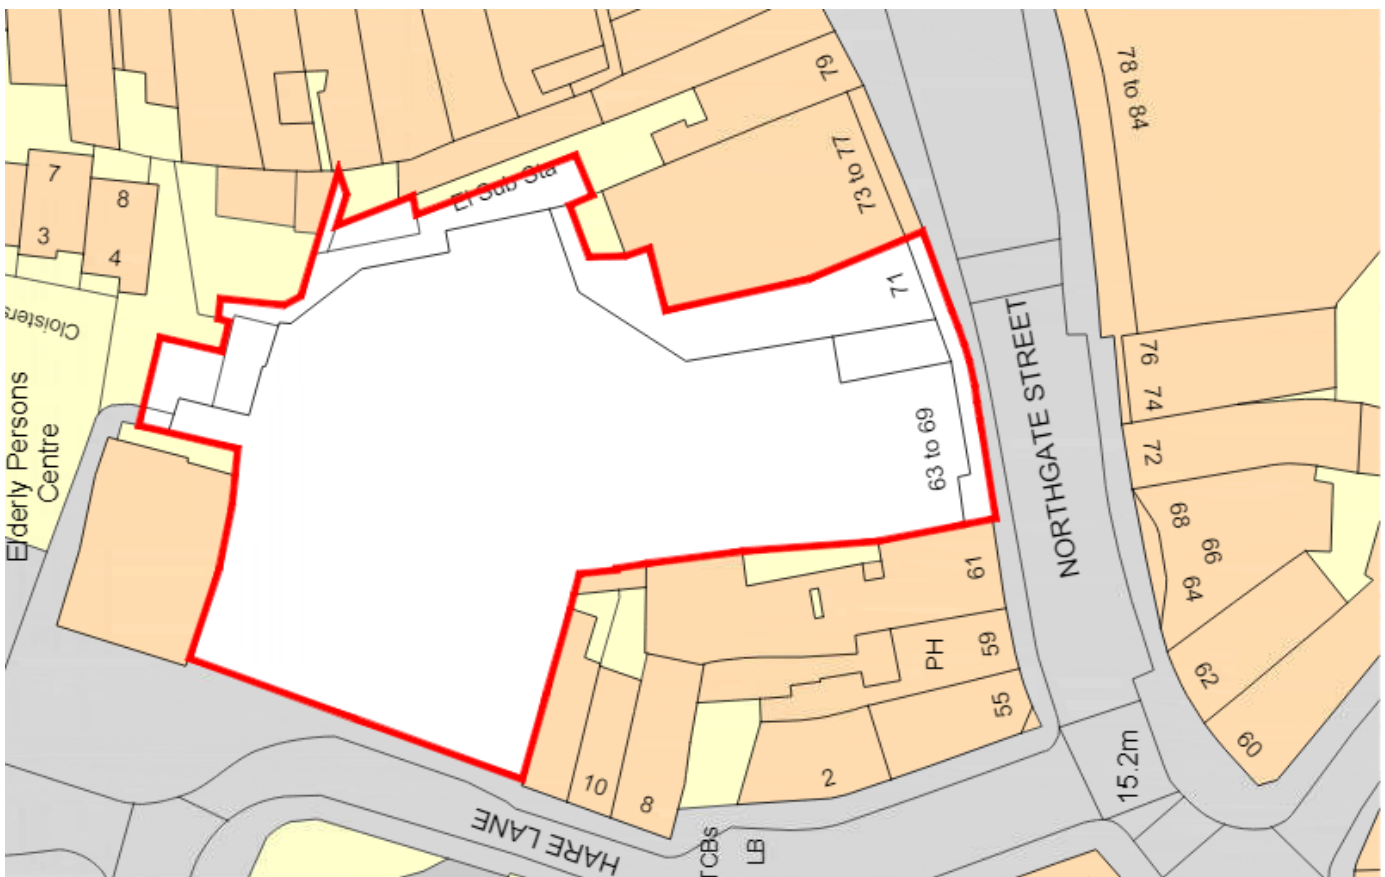 79
78 to 84
73 to 77
El Sub Sta
7
8
3
4
71
Cloisters
NORTHGATE STREET
76
74
72
63 to 69
Elderly Persons
Centre
68
66
64
61
62
60
59
PH
55
15.2m
2
10
8
HARE LANE
TCBs
LB